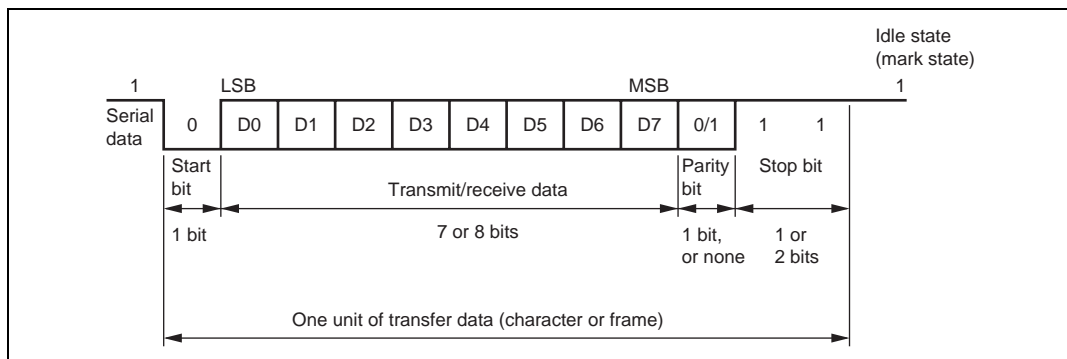 Idle state
(mark state)
1 LSB MSB 1
Serial
data
0 D0 D1 D2 D3 D4 D5 D6 D7 0/1 1 1
Start
bit
Transmit/receive data
Parity
bit
Stop bit
1 bit
7 or 8 bits
1 bit,
or none
1 or
2 bits
One unit of transfer data (character or frame)